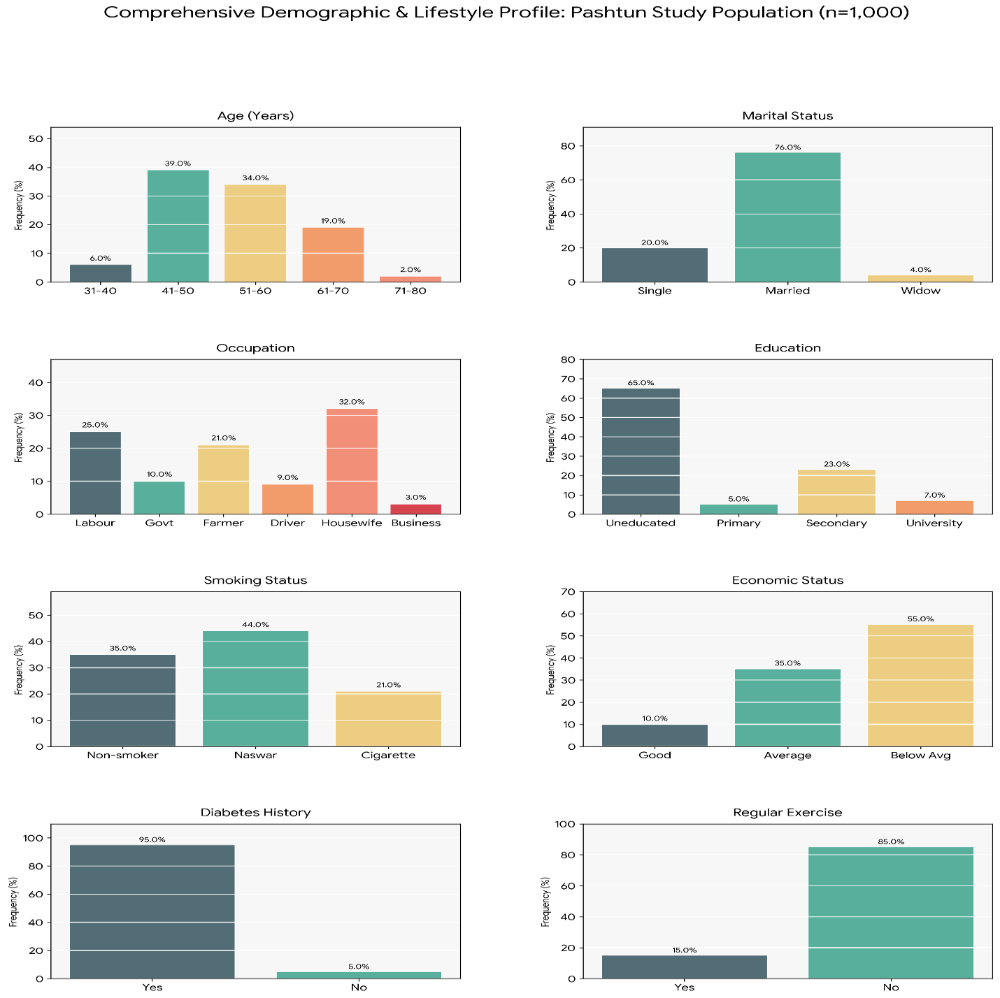 Comprehensive Demographic & Lifestyle Profile: Pashtun Study Population (n=1,000)
Age (Years)
Frequency (%)
50
40
30
20
10
0
6.0%
39.0%
34.0%
19.0%
2.0%
31-40
41-50
51-60
61-70
71-80
Marital Status
Frequency (%)
80
60
40
20
0
20.0%
76.0%
4.0%
Single
Married
Widow
Occupation
Frequency (%)
40
30
20
10
0
25.0%
10.0%
21.0%
9.0%
32.0%
3.0%
Labour
Govt
Farmer
Driver
Housewife
Business
Education
Frequency (%)
80
70
60
50
40
30
20
10
0
65.0%
5.0%
23.0%
7.0%
Uneducated
Primary
Secondary
University
Smoking Status
Frequency (%)
50
40
30
20
10
0
35.0%
44.0%
21.0%
Non-smoker
Naswar
Cigarette
Economic Status
Frequency (%)
70
60
50
40
30
20
10
0
10.0%
35.0%
55.0%
Good
Average
Below Avg
Diabetes History
Frequency (%)
100
80
60
40
20
0
95.0%
5.0%
Yes
No
Regular Exercise
Frequency (%)
100
80
60
40
20
0
15.0%
85.0%
Yes
No